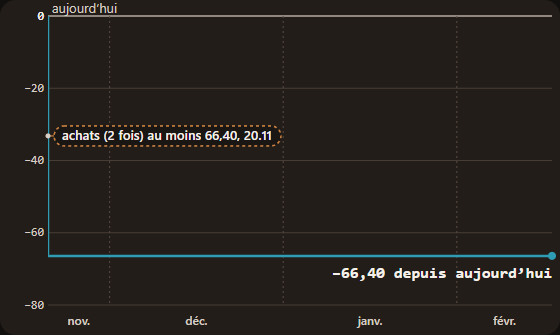 aujourd’hui
0
−20
achats (2 fois) au moins 66,40, 20.11
−40
−60
−66,40 depuis aujourd’hui
−80
nov. déc. janv. févr.